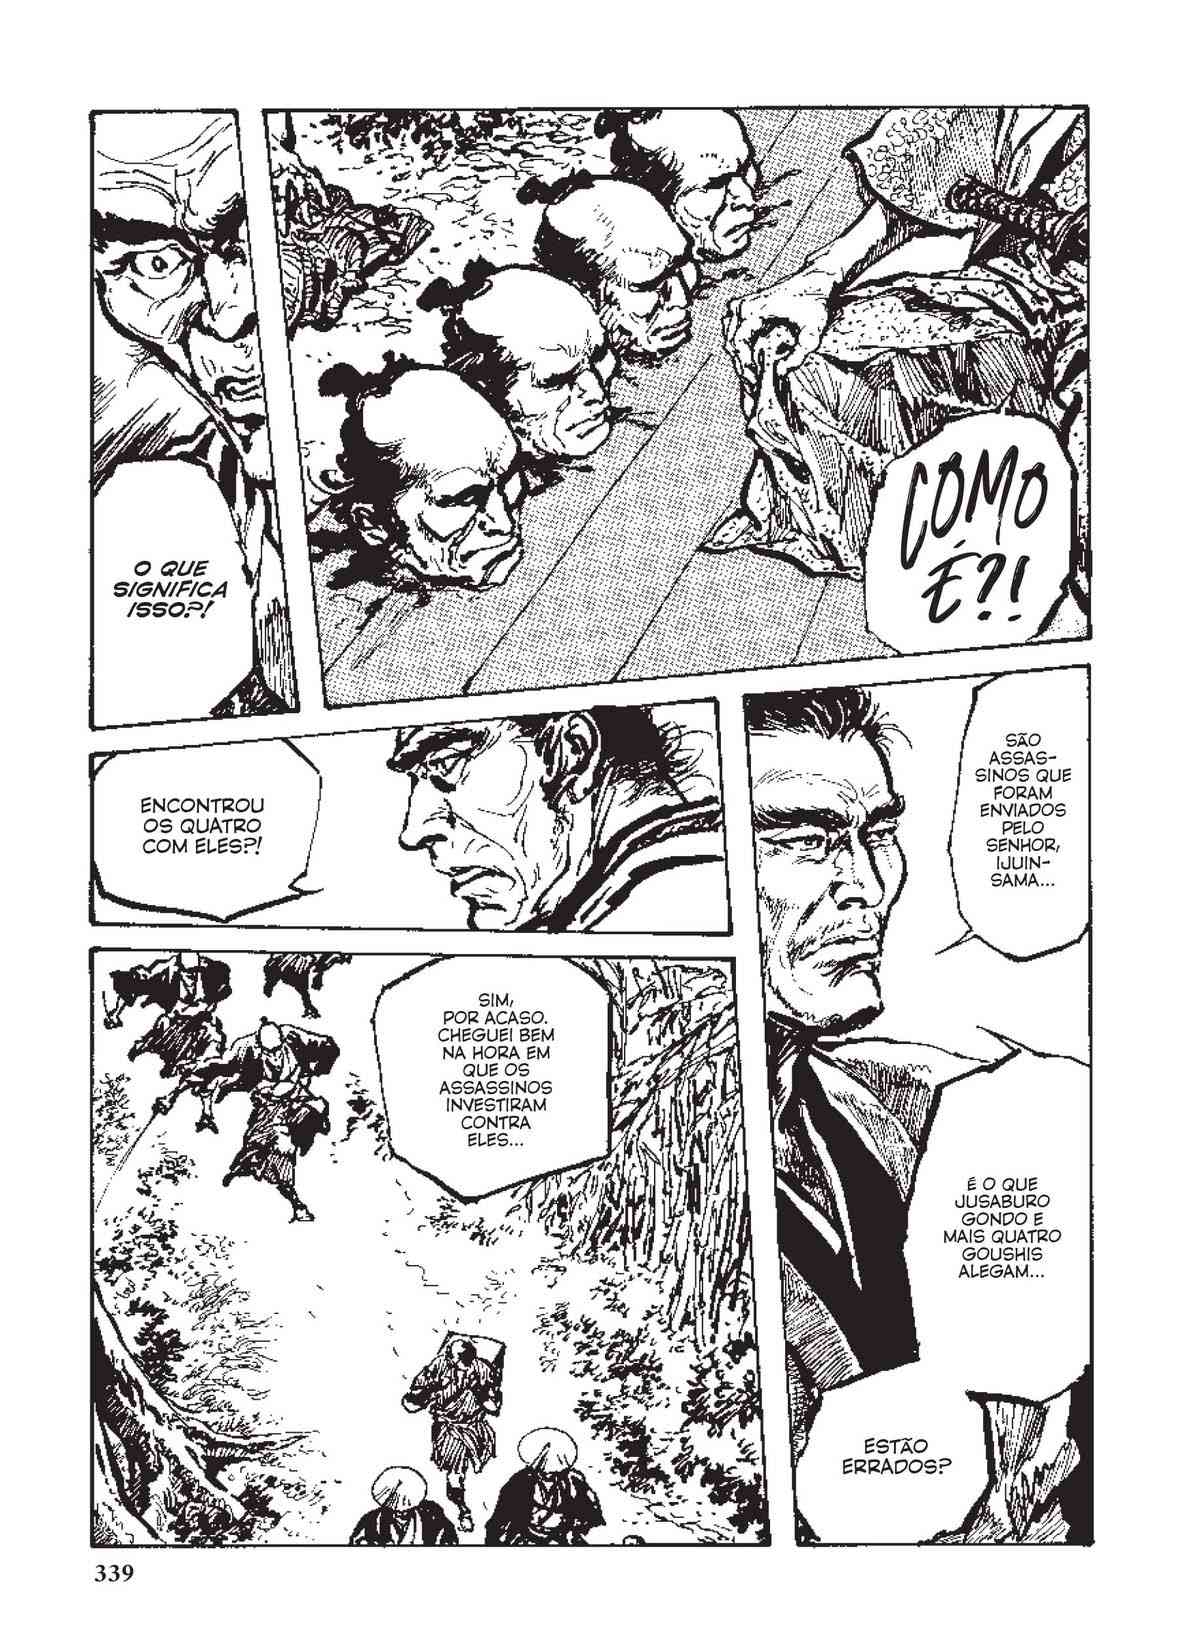 COMO
É?!
O QUE
SIGNIFICA
ISSO?!
SÃO
ASSAS-
SINOS QUE
FORAM
ENVIADOS
PELO
SENHOR,
IJUIN-
SAMA...
É O QUE
JUSABURO
GONDO E
MAIS QUATRO
GOUSHIS
ALEGAM...
ESTÃO
ERRADOS?
ENCONTROU
OS QUATRO
COM ELES?!
SIM,
POR ACASO.
CHEGUEI BEM
NA HORA EM
QUE OS
ASSASSINOS
INVESTIRAM
CONTRA
ELES...
339